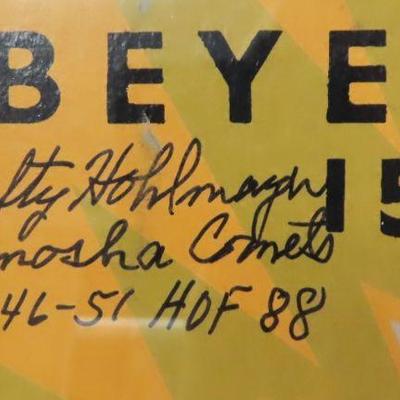 BEYE
lty Hohlmayer
nosha Comets 15
46-51 HOF 88